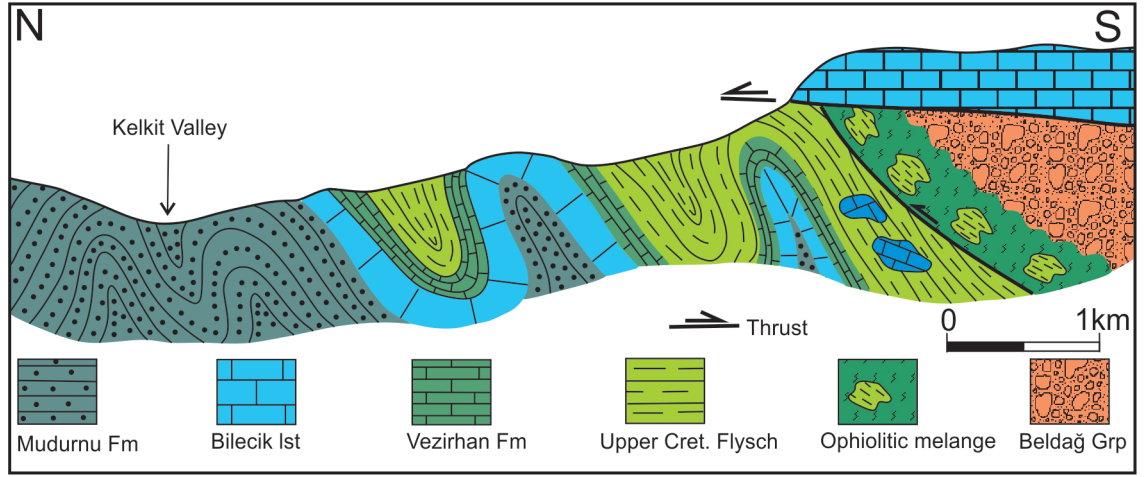 N
S
Kelkit Valley
Thrust
0
1km
Mudurnu Fm
Bilecik lst
Vezirhan Fm
Upper Cret. Flysch
Ophiolitic melange
Beldağ Grp